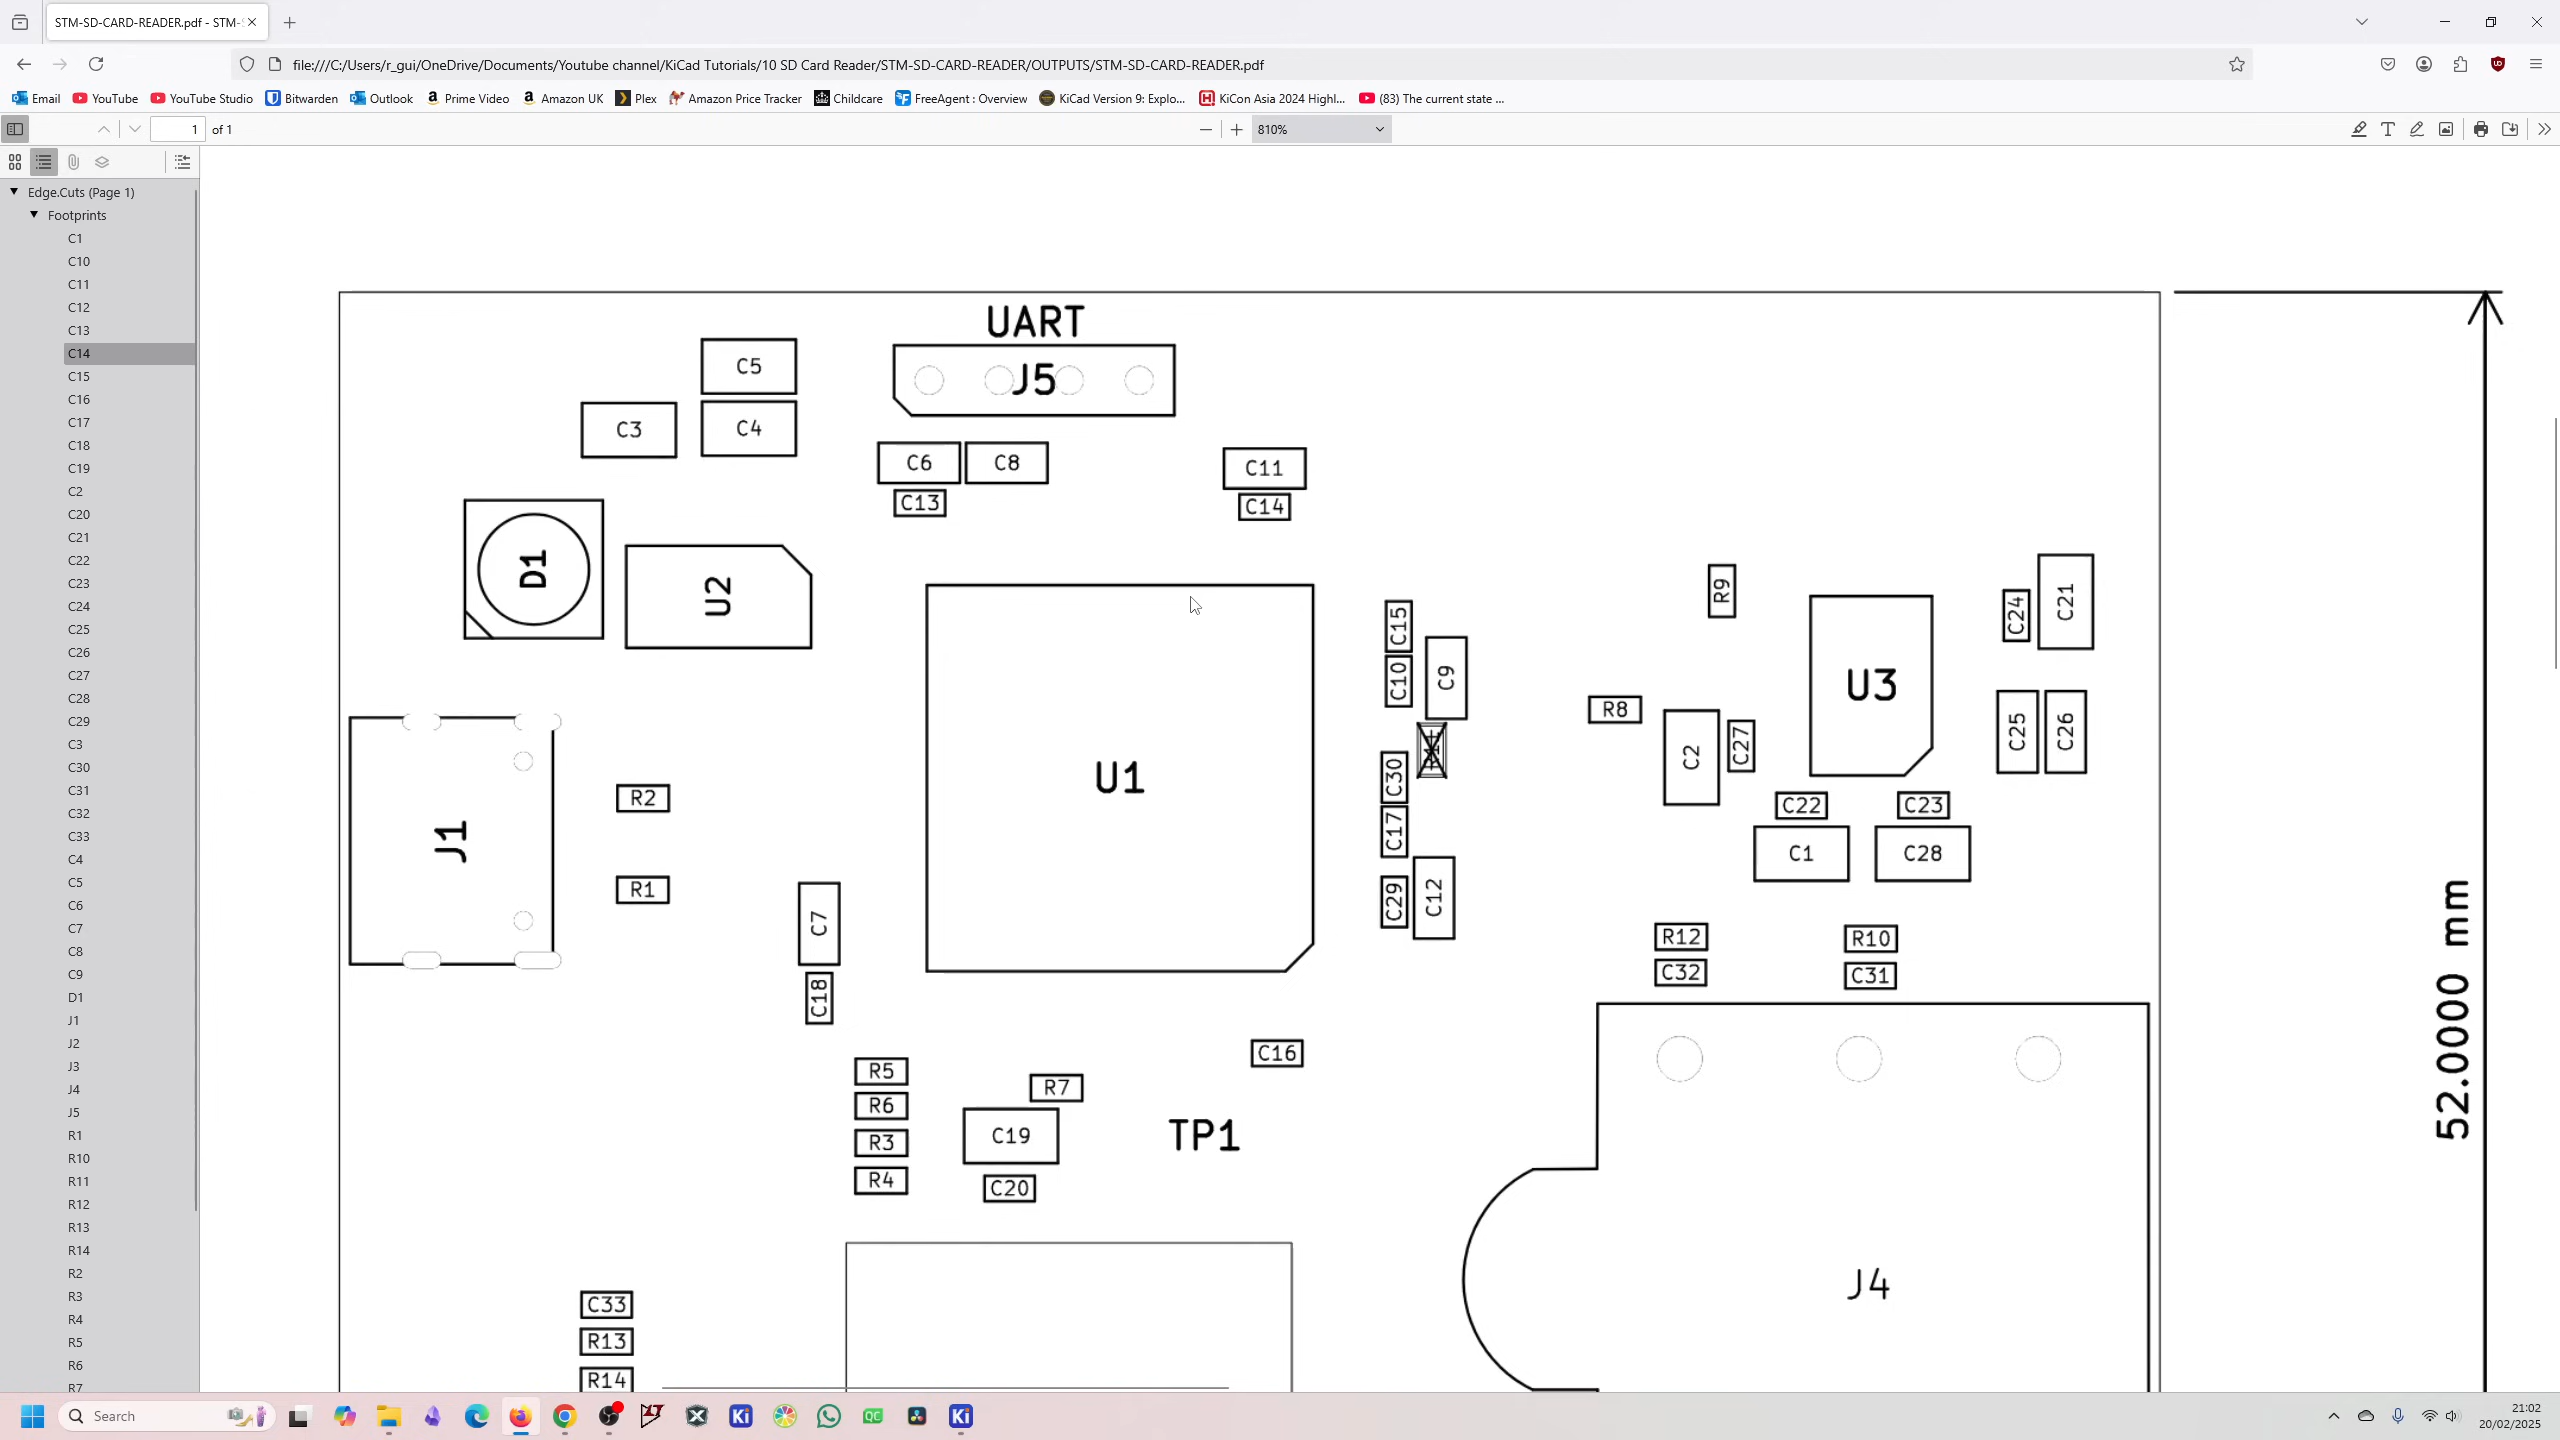 STM-SD-CARD-READER.pdf - STM-
file:///C:/Users/r_gui/OneDrive/Documents/Youtube channel/KiCad Tutorials/10 SD Card Reader/STM-SD-CARD-READER/OUTPUTS/STM-SD-CARD-READER.pdf
Email YouTube YouTube Studio Bitwarden Outlook Prime Video Amazon UK Plex Amazon Price Tracker Childcare FreeAgent : Overview KiCad Version 9: Explo... KiCon Asia 2024 Highl... (83) The current state ...
1 of 1 810%
Edge.Cuts (Page 1)
Footprints
C1
C10
C11
C12
C13
C14
C15
C16
C17
C18
C19
C2
C20
C21
C22
C23
C24
C25
C26
C27
C28
C29
C3
C30
C31
C32
C33
C4
C5
C6
C7
C8
C9
D1
J1
J2
J3
J4
J5
R1
R10
R11
R12
R13
R14
R2
R3
R4
R5
R6
R7
UART
C5
J5
C3
C4
C6
C8
C11
C13
C14
D1
U2
R9
C24
C21
C15
C10
C9
U3
R8
C2
C27
C25
C26
U1
C30
C17
R2
C22
C23
J1
C1
C28
R1
C29
C12
C7
R12
R10
C32
C31
C18
52.0000 mm
C16
R5
R7
R6
C19
TP1
R3
R4
C20
J4
C33
R13
R14
Search
21:02
20/02/2025